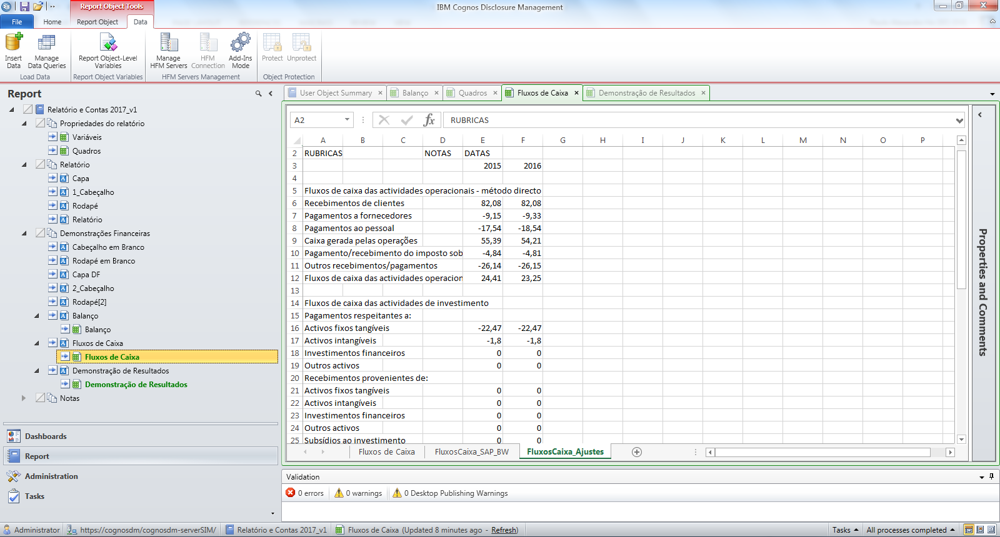 Report Object Tools
IBM Cognos Disclosure Management
File Home Report Object Data
Insert Data
Manage Data Queries
Load Data
Report Object-Level Variables
Report Object Variables
Manage HFM Servers
HFM Connection
Add-Ins Mode
HFM Servers Management
Protect Unprotect
Object Protection
Report
Relatório e Contas 2017_v1
Propriedades do relatório
Variáveis
Quadros
Relatório
Capa
1_Cabeçalho
Rodapé
Relatório
Demonstrações Financeiras
Cabeçalho em Branco
Rodapé em Branco
Capa DF
2_Cabeçalho
Rodapé[2]
Balanço
Balanço
Fluxos de Caixa
Fluxos de Caixa
Demonstração de Resultados
Demonstração de Resultados
Notas
Dashboards
Report
Administration
Tasks
User Object Summary Balanço Quadros Fluxos de Caixa Demonstração de Resultados
A2 fx RUBRICAS
A B C D E F G H I J K L M N O P
2 RUBRICAS NOTAS DATAS
3 2015 2016
4
5 Fluxos de caixa das actividades operacionais - método directo
6 Recebimentos de clientes 82,08 82,08
7 Pagamentos a fornecedores -9,15 -9,33
8 Pagamentos ao pessoal -17,54 -18,54
9 Caixa gerada pelas operações 55,39 54,21
10 Pagamento/recebimento do imposto sob -4,84 -4,81
11 Outros recebimentos/pagamentos -26,14 -26,15
12 Fluxos de caixa das actividades operacion 24,41 23,25
13
14 Fluxos de caixa das actividades de investimento
15 Pagamentos respeitantes a:
16 Activos fixos tangíveis -22,47 -22,47
17 Activos intangíveis -1,8 -1,8
18 Investimentos financeiros 0 0
19 Outros activos 0 0
20 Recebimentos provenientes de:
21 Activos fixos tangíveis 0 0
22 Activos intangíveis 0 0
23 Investimentos financeiros 0 0
24 Outros activos 0 0
25 Subsídios ao investimento 0 0
Fluxos de Caixa FluxosCaixa_SAP_BW FluxosCaixa_Ajustes
Properties and Comments
Validation
0 errors 0 warnings 0 Desktop Publishing Warnings
Administrator https://cognosdm/cognosdm-serverSIM/ Relatório e Contas 2017_v1 Fluxos de Caixa (Updated 8 minutes ago - Refresh) Tasks All processes completed